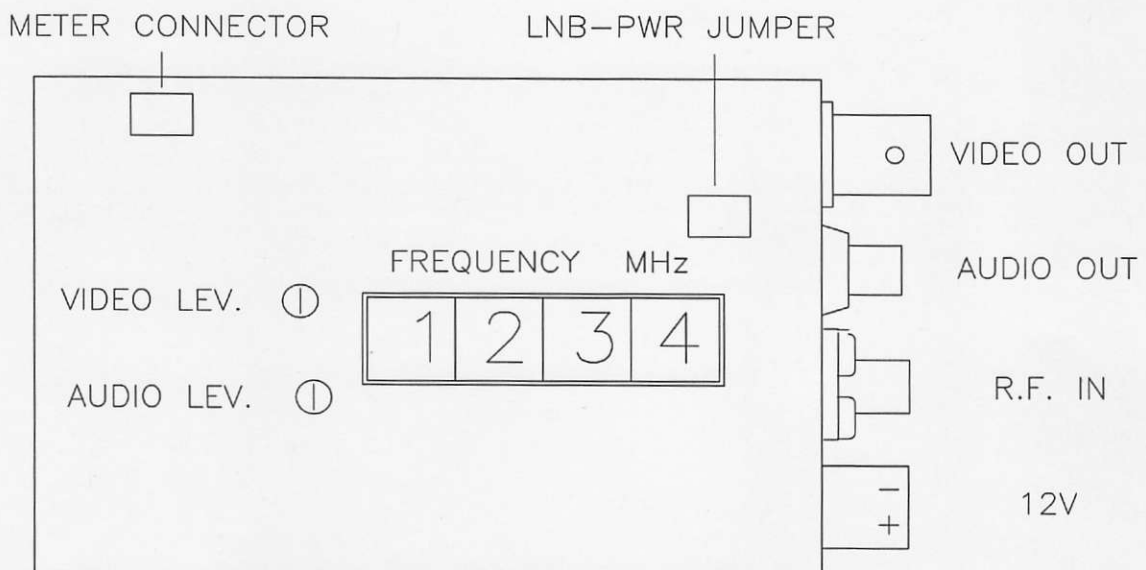 METER CONNECTOR
LNB-PWR JUMPER
VIDEO OUT
FREQUENCY MHz
AUDIO OUT
VIDEO LEV.
1 2 3 4
AUDIO LEV.
R.F. IN
-
+
12V